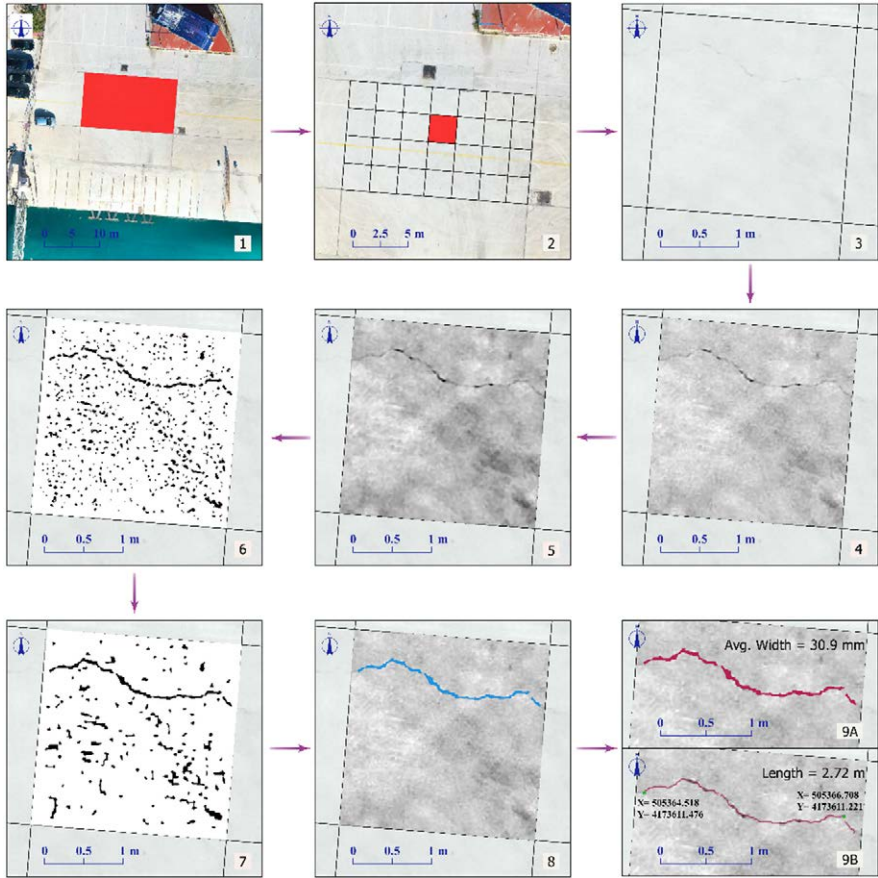 0 5 10 m
1
0 2.5 5 m
2
0 0.5 1 m
3
0 0.5 1 m
6
0 0.5 1 m
5
0 0.5 1 m
4
0 0.5 1 m
7
0 0.5 1 m
8
Avg. Width = 30.9 mm
0 0.5 1 m
9A
Length = 2.72 m
X= 505364.518
Y= 4173611.476
X= 505366.708
Y= 4173611.221
0 0.5 1 m
9B